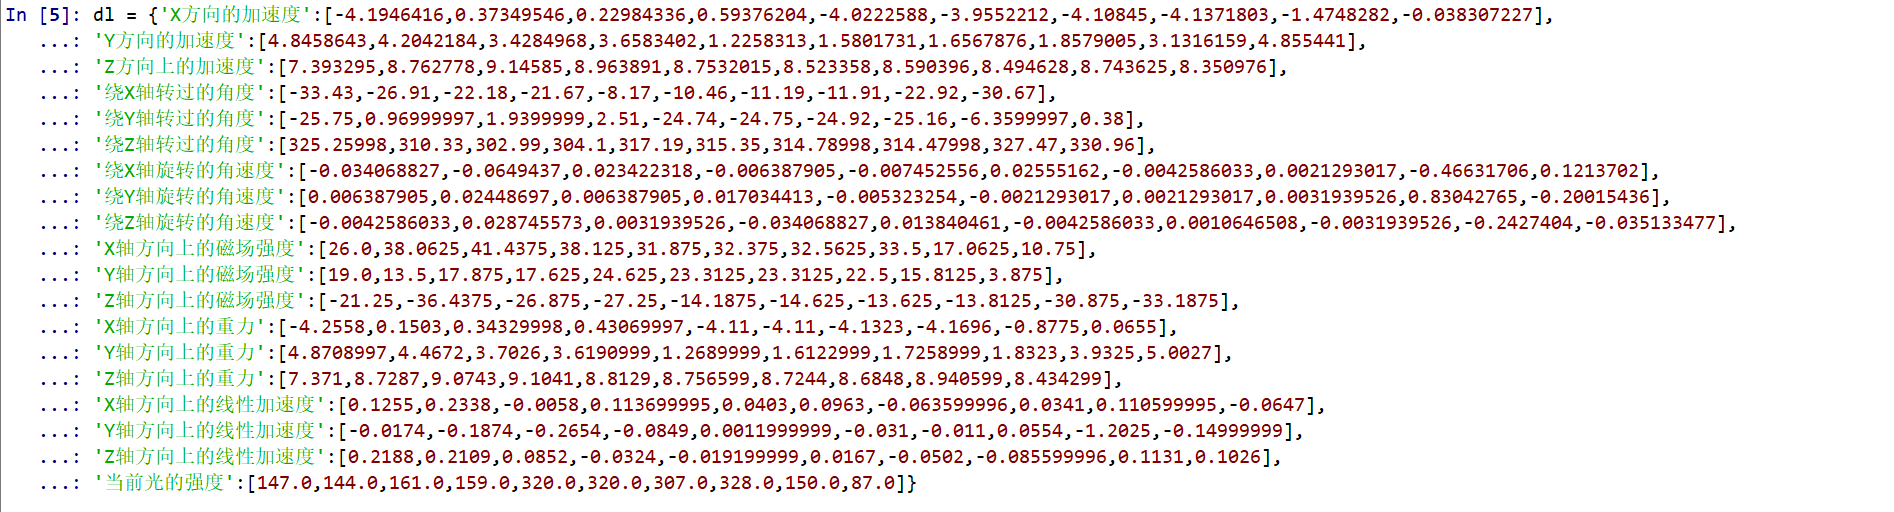 In [5]: dl = {'X方向的加速度':[-4.1946416,0.37349546,0.22984336,0.59376204,-4.0222588,-3.9552212,-4.10845,-4.1371803,-1.4748282,-0.038307227],
...: 'Y方向的加速度':[4.8458643,4.2042184,3.4284968,3.6583402,1.2258313,1.5801731,1.6567876,1.8579005,3.1316159,4.855441],
...: 'Z方向上的加速度':[7.393295,8.762778,9.14585,8.963891,8.7532015,8.523358,8.590396,8.494628,8.743625,8.350976],
...: '绕X轴转过的角度':[-33.43,-26.91,-22.18,-21.67,-8.17,-10.46,-11.19,-11.91,-22.92,-30.67],
...: '绕Y轴转过的角度':[-25.75,0.96999997,1.9399999,2.51,-24.74,-24.75,-24.92,-25.16,-6.3599997,0.38],
...: '绕Z轴转过的角度':[325.25998,310.33,302.99,304.1,317.19,315.35,314.78998,314.47998,327.47,330.96],
...: '绕X轴旋转的角速度':[-0.034068827,-0.0649437,0.023422318,-0.006387905,-0.007452556,0.02555162,-0.0042586033,0.0021293017,-0.46631706,0.1213702],
...: '绕Y轴旋转的角速度':[0.006387905,0.02448697,0.006387905,0.017034413,-0.005323254,-0.0021293017,0.0021293017,0.0031939526,0.83042765,-0.20015436],
...: '绕Z轴旋转的角速度':[-0.0042586033,0.028745573,0.0031939526,-0.034068827,0.013840461,-0.0042586033,0.0010646508,-0.0031939526,-0.2427404,-0.035133477],
...: 'X轴方向上的磁场强度':[26.0,38.0625,41.4375,38.125,31.875,32.375,32.5625,33.5,17.0625,10.75],
...: 'Y轴方向上的磁场强度':[19.0,13.5,17.875,17.625,24.625,23.3125,23.3125,22.5,15.8125,3.875],
...: 'Z轴方向上的磁场强度':[-21.25,-36.4375,-26.875,-27.25,-14.1875,-14.625,-13.625,-13.8125,-30.875,-33.1875],
...: 'X轴方向上的重力':[-4.2558,0.1503,0.34329998,0.43069997,-4.11,-4.11,-4.1323,-4.1696,-0.8775,0.0655],
...: 'Y轴方向上的重力':[4.8708997,4.4672,3.7026,3.6190999,1.2689999,1.6122999,1.7258999,1.8323,3.9325,5.0027],
...: 'Z轴方向上的重力':[7.371,8.7287,9.0743,9.1041,8.8129,8.756599,8.7244,8.6848,8.940599,8.434299],
...: 'X轴方向上的线性加速度':[0.1255,0.2338,-0.0058,0.113699995,0.0403,0.0963,-0.063599996,0.0341,0.110599995,-0.0647],
...: 'Y轴方向上的线性加速度':[-0.0174,-0.1874,-0.2654,-0.0849,0.0011999999,-0.031,-0.011,0.0554,-1.2025,-0.14999999],
...: 'Z轴方向上的线性加速度':[0.2188,0.2109,0.0852,-0.0324,-0.019199999,0.0167,-0.0502,-0.085599996,0.1131,0.1026],
...: '当前光的强度':[147.0,144.0,161.0,159.0,320.0,320.0,307.0,328.0,150.0,87.0]}